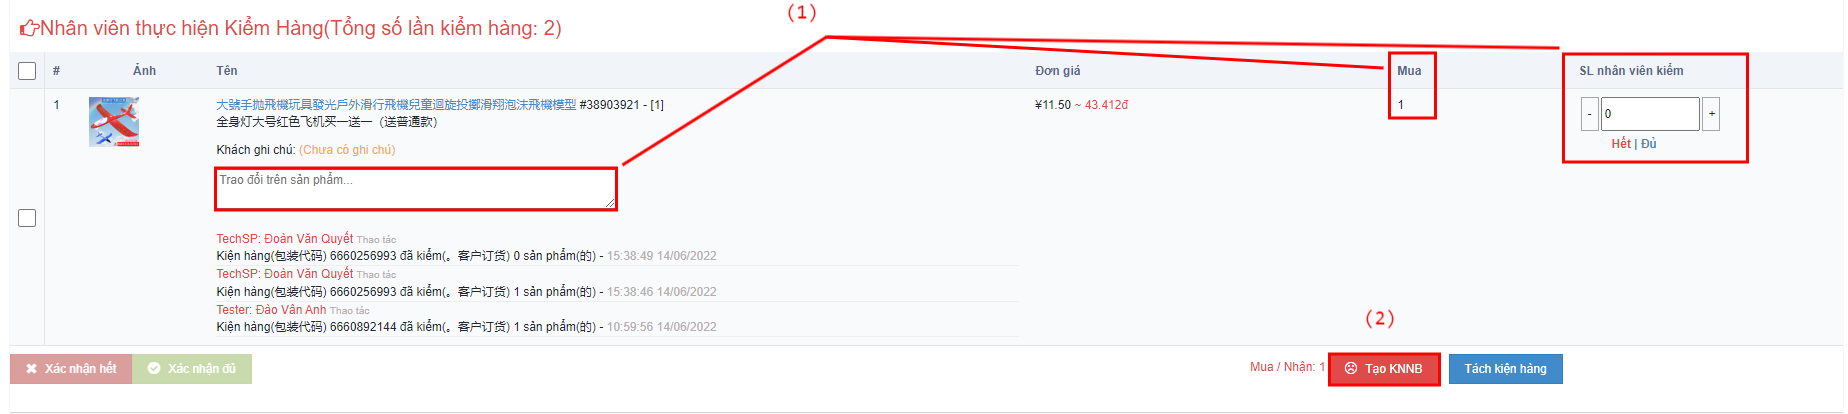 (1)
Nhân viên thực hiện Kiểm Hàng(Tổng số lần kiểm hàng: 2)
# Ảnh Tên Đơn giá Mua SL nhân viên kiểm
1 大號手拋飛機玩具發光戶外滑行飛機兒童迴旋投擲滑翔泡沫飛機模型 #38903921 - [1] ¥11.50 ~ 43.412đ 1 - 0 +
全身灯大号红色飞机买一送一（送普通款）
Hết | Đủ
Khách ghi chú: (Chưa có ghi chú)
Trao đổi trên sản phẩm...
TechSP: Đoàn Văn Quyết Thao tác
Kiện hàng(包装代码) 6660256993 đã kiểm(。客户订货) 0 sản phẩm(的) - 15:38:49 14/06/2022
TechSP: Đoàn Văn Quyết Thao tác
Kiện hàng(包装代码) 6660256993 đã kiểm(。客户订货) 1 sản phẩm(的) - 15:38:46 14/06/2022
Tester: Đào Vân Anh Thao tác
Kiện hàng(包装代码) 6660892144 đã kiểm(。客户订货) 1 sản phẩm(的) - 10:59:56 14/06/2022
(2)
Xác nhận hết Xác nhận đủ Mua / Nhận: 1 Tạo KNNB Tách kiện hàng